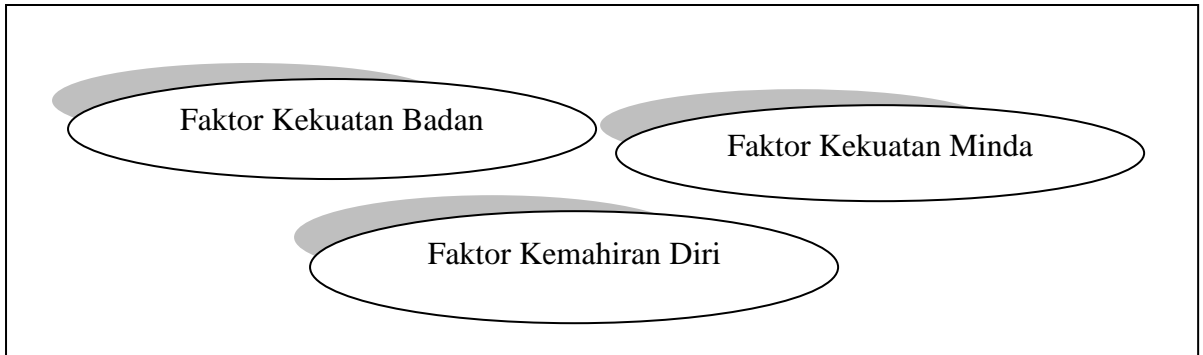 Faktor Kekuatan Badan
Faktor Kekuatan Minda
Faktor Kemahiran Diri